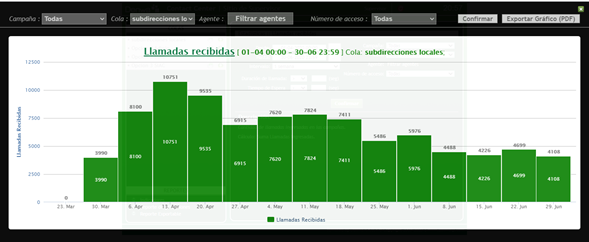 Campaña : Todas Cola : subdirecciones lo Agente : Filtrar agentes Número de acceso : Todas Confirmar Exportar Gráfico (PDF)
Llamadas recibidas [ 01-04 00:00 - 30-06 23:59 ] Cola: subdirecciones locales;
Llamadas Recibidas
12500
10000
7500
5000
2500
0
0 3990 8100 10751 9535 6915 7620 7824 7411 5486 5976 4488 4226 4699 4108
3990 8100 10751 9535 6915 7620 7824 7411 5486 5976 4488 4226 4699 4108
23. Mar 30. Mar 6. Apr 13. Apr 20. Apr 27. Apr 4. May 11. May 18. May 25. May 1. Jun 8. Jun 15. Jun 22. Jun 29. Jun
Llamadas Recibidas